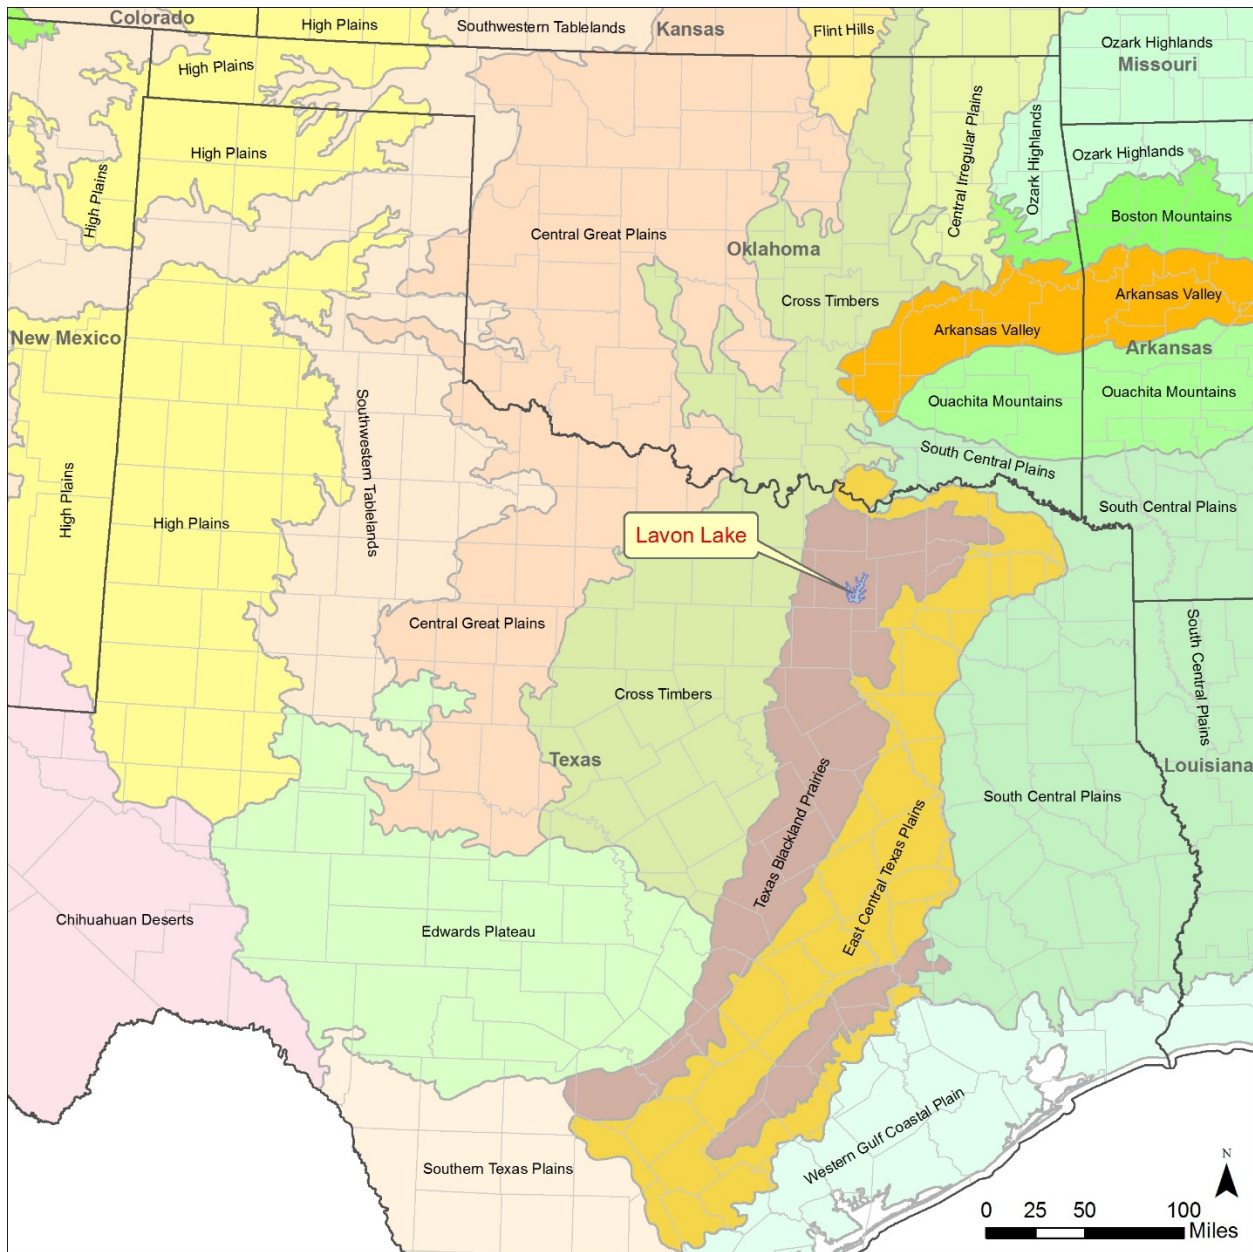 Colorado
High Plains
Southwestern Tablelands
Kansas
Flint Hills
Ozark Highlands
Missouri
High Plains
High Plains
High Plains
Central Irregular Plains
Ozark Highlands
Ozark Highlands
Boston Mountains
Central Great Plains
Oklahoma
Cross Timbers
Arkansas Valley
Arkansas Valley
New Mexico
Arkansas
Ouachita Mountains
Ouachita Mountains
Southwestern Tablelands
South Central Plains
South Central Plains
High Plains
High Plains
Lavon Lake
Central Great Plains
South Central Plains
Cross Timbers
Texas
Louisiana
South Central Plains
Texas Blackland Prairies
East Central Texas Plains
Chihuahuan Deserts
Edwards Plateau
Western Gulf Coastal Plain
Southern Texas Plains
N
0 25 50 100
Miles